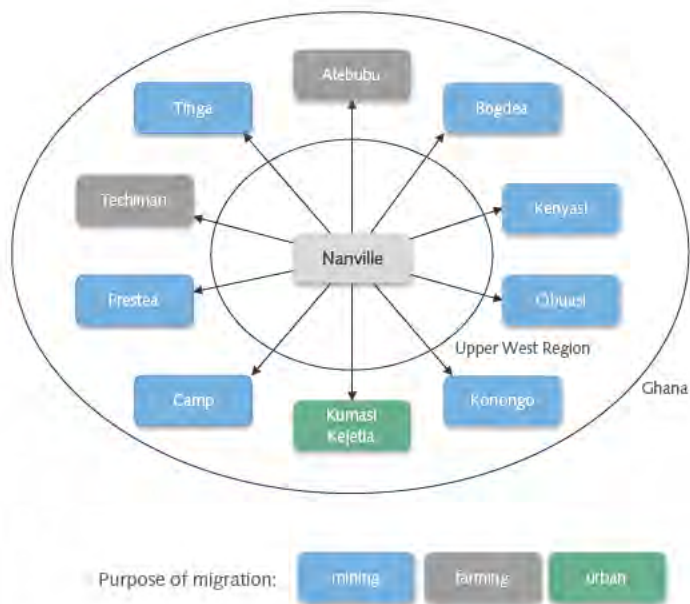 Atebubu
Tinga
Bogdea
Techiman
Kenyasi
Nanville
Prestea
Obuasi
Upper West Region
Ghana
Camp
Konongo
Kumasi
Kejetia
Purpose of migration:
mining
farming
urban